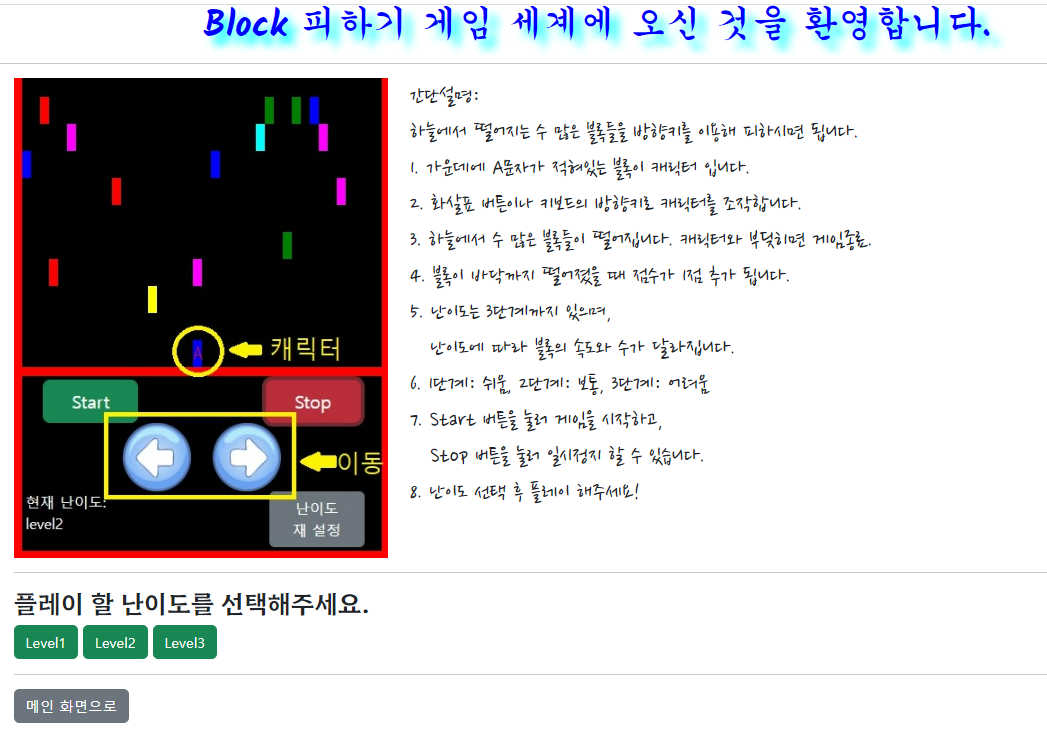 Block 피하기 게임 세계에 오신 것을 환영합니다.
A
캐릭터
Start
Stop
이동
현재 난이도:
level2
난이도
재 설정
간단설명:
하늘에서 떨어지는 수 많은 블록들을 방향키를 이용해 피하시면 됩니다.
1. 가운데에 A문자가 적혀있는 블록이 캐릭터 입니다.
2. 화살표 버튼이나 키보드의 방향키로 캐릭터를 조작합니다.
3. 하늘에서 수 많은 블록들이 떨어집니다. 캐릭터와 부딪히면 게임종료.
4. 블록이 바닥까지 떨어졌을 때 점수가 1점 추가 됩니다.
5. 난이도는 3단계까지 있으며,
난이도에 따라 블록의 속도와 수가 달라집니다.
6. 1단계: 쉬움, 2단계: 보통, 3단계: 어려움
7. Start 버튼을 눌러 게임을 시작하고,
Stop 버튼을 눌러 일시정지 할 수 있습니다.
8. 난이도 선택 후 플레이 해주세요!
플레이 할 난이도를 선택해주세요.
Level1 Level2 Level3
메인 화면으로